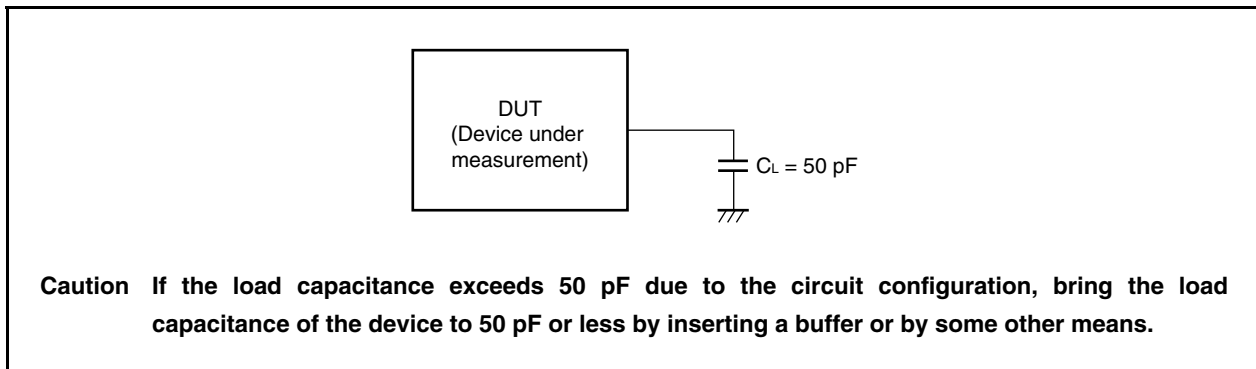 DUT
(Device under
measurement)
CL = 50 pF
Caution If the load capacitance exceeds 50 pF due to the circuit configuration, bring the load
capacitance of the device to 50 pF or less by inserting a buffer or by some other means.